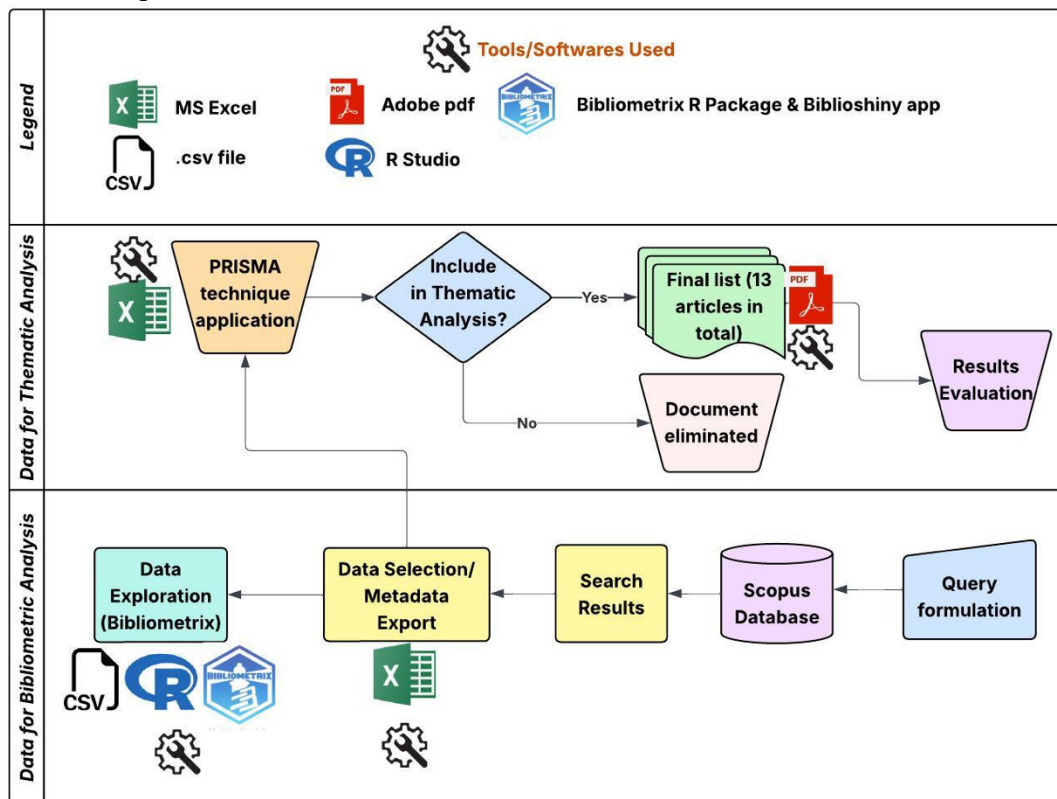 Legend
Tools/Softwares Used
MS Excel
PDF
Adobe pdf
BIBLIOMETRIX
Bibliometrix R Package & Biblioshiny app
CSV
.csv file
R
R Studio
Data for Thematic Analysis
PRISMA
technique
application
Include
in Thematic
Analysis?
Yes
Final list (13
articles in
total)
PDF
Results
Evaluation
No
Document
eliminated
Data for Bibliometric Analysis
Data
Exploration
(Bibliometrix)
Data Selection/
Metadada
Export
Search
Results
Scopus
Database
Query
formulation
CSV
R
BIBLIOMETRIX
X